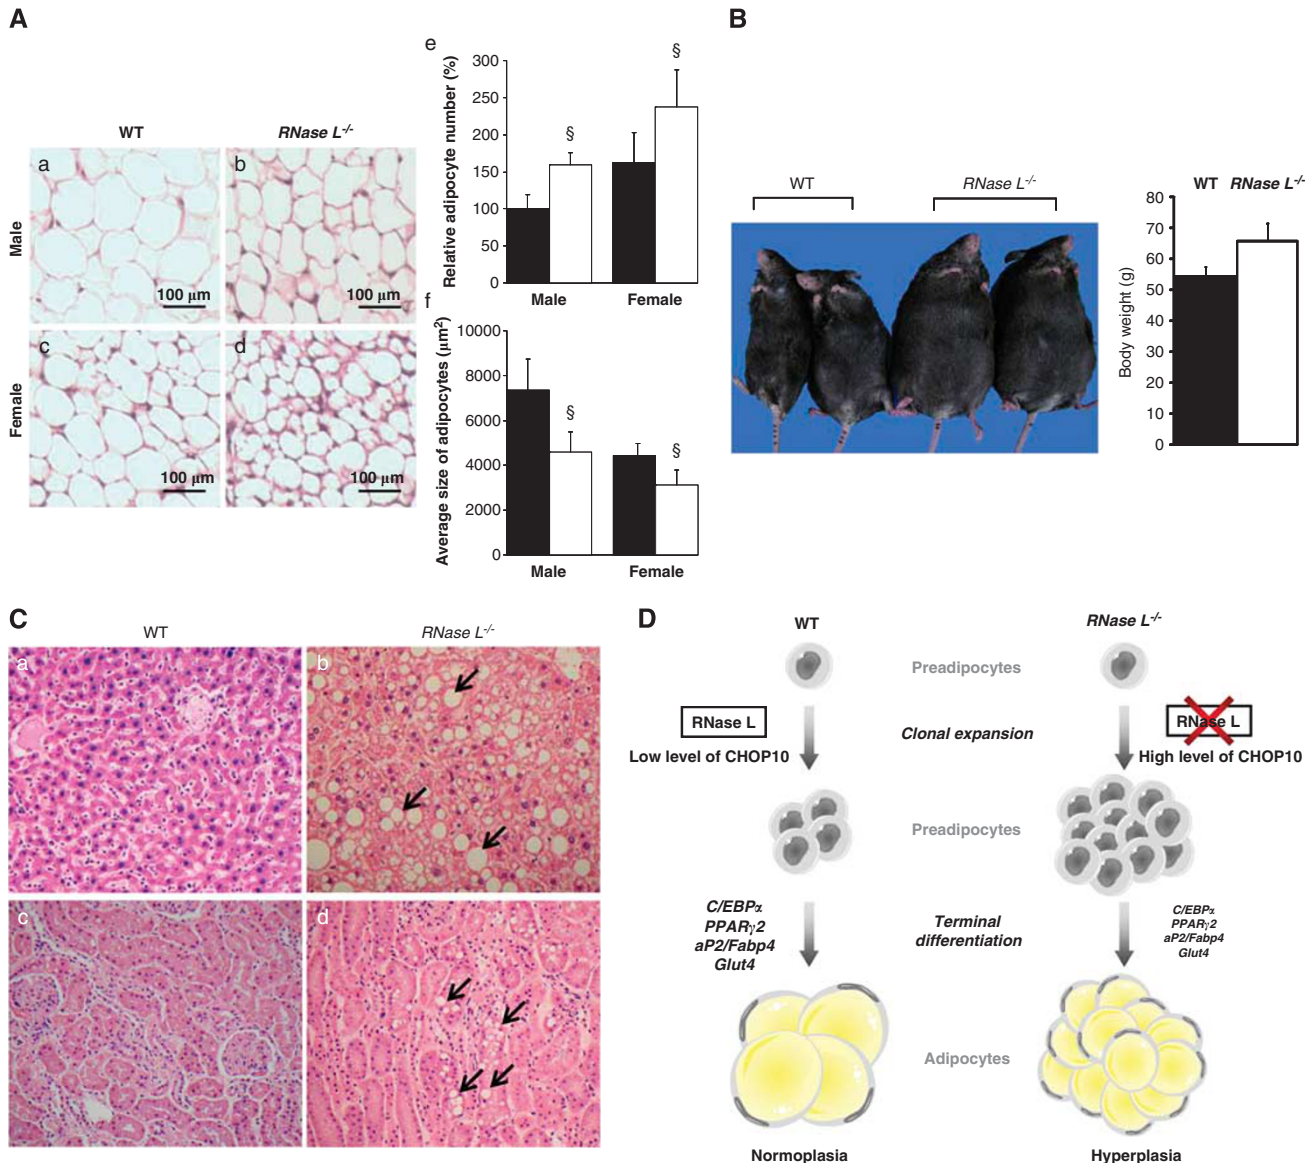 A
WT
RNase L-/-
Male
a
100 µm
b
100 µm
Female
c
100 µm
d
100 µm
e
Relative adipocyte number (%)
300
250
200
150
100
50
0
§
§
Male
Female
f
Average size of adipocytes (µm²)
10000
8000
6000
4000
2000
0
§
§
Male
Female
B
WT
RNase L-/-
WT RNase L-/-
Body weight (g)
80
70
60
50
40
30
20
10
0
C
WT
RNase L-/-
a
b
c
d
D
WT
RNase L-/-
Preadipocytes
RNase L
Clonal expansion
RNase L
Low level of CHOP10
High level of CHOP10
Preadipocytes
C/EBPα
PPARγ2
aP2/Fabp4
Glut4
Terminal
differentiation
C/EBPα
PPARγ2
aP2/Fabp4
Glut4
Adipocytes
Normoplasia
Hyperplasia